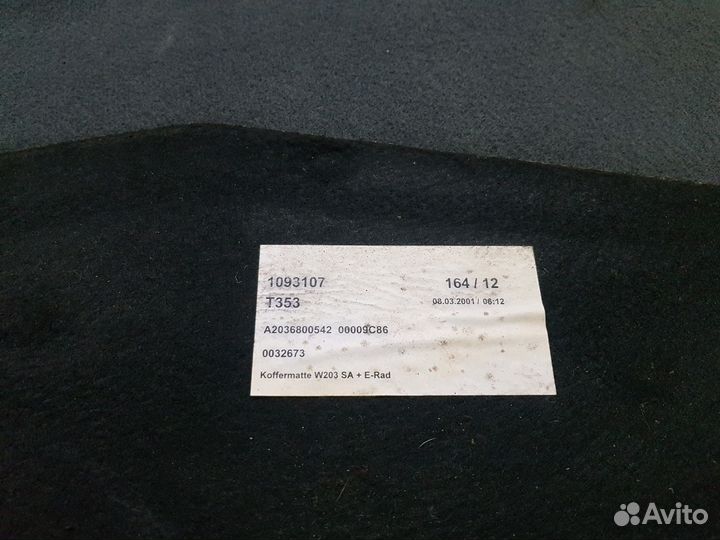 1093107 164 / 12
T353 08.03.2001 / 06:12
A2036800542 00009C86
0032673
Koffermatte W203 SA + E-Rad
Avito